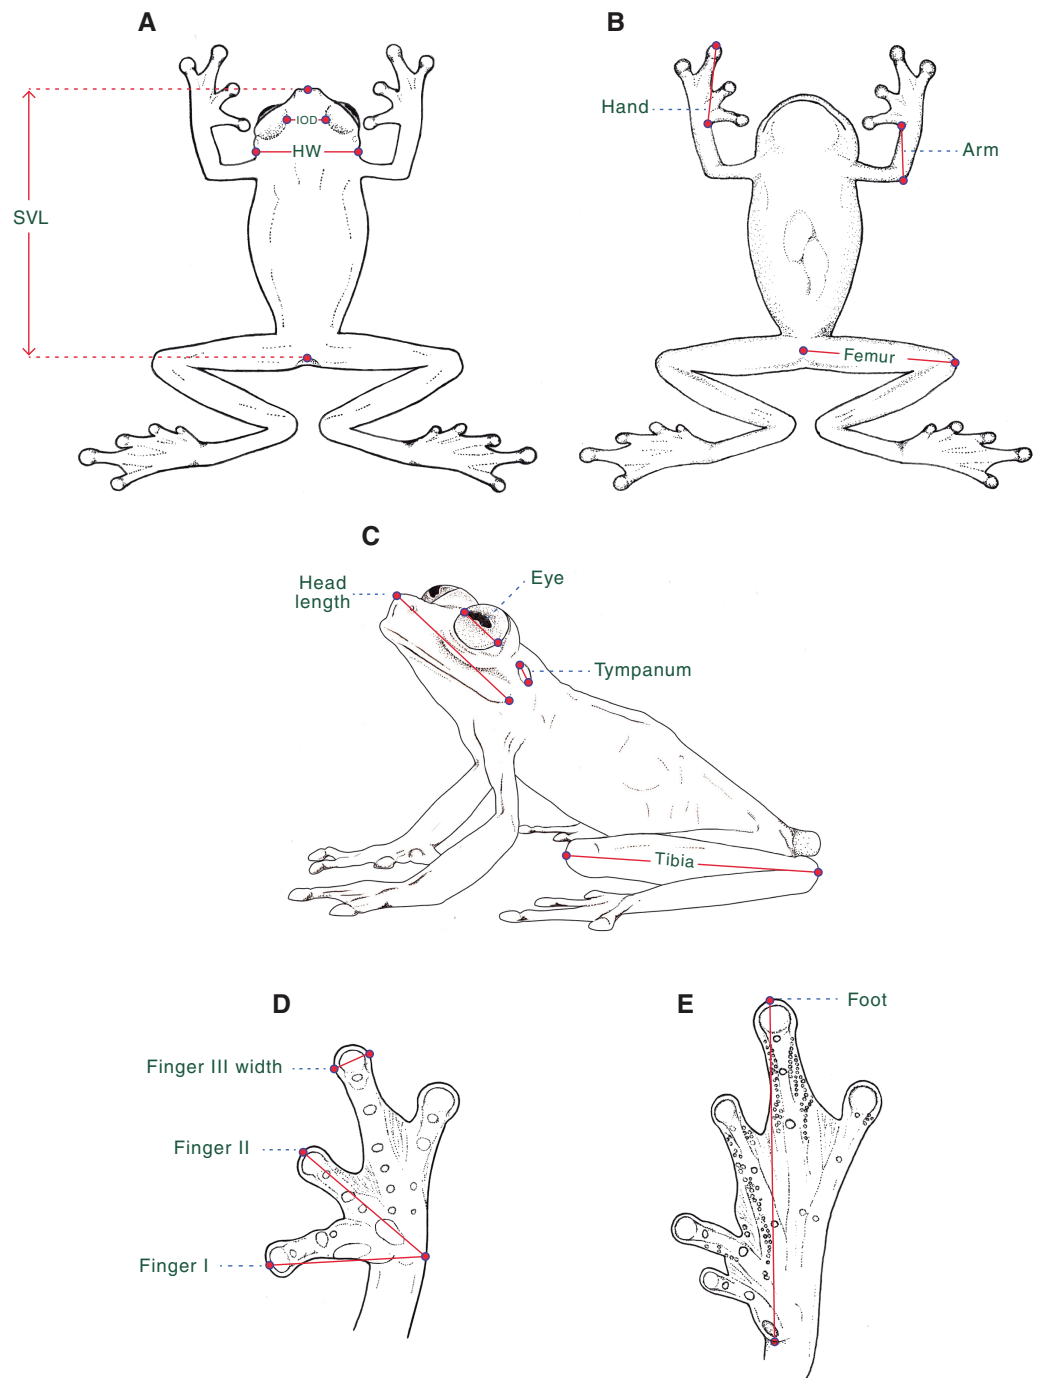 A
B
IOD
HW
SVL
Hand
Arm
Femur
C
Head
length
Eye
Tympanum
Tibia
D
E
Foot
Finger III width
Finger II
Finger I